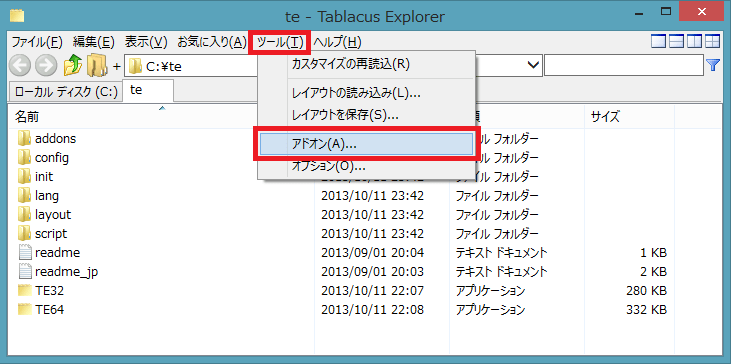 te - Tablacus Explorer
ファイル(F) 編集(E) 表示(V) お気に入り(A) ツール(T) ヘルプ(H)
+ C:¥te
カスタマイズの再読込(R)
レイアウトの読み込み(L)...
レイアウトを保存(S)...
アドオン(A)...
オプション(O)...
ローカル ディスク (C:) te
名前 サイズ
addons ファイル フォルダー
config ファイル フォルダー
init ファイル フォルダー
lang 2013/10/11 23:42 ファイル フォルダー
layout 2013/10/11 23:42 ファイル フォルダー
script 2013/10/11 23:42 ファイル フォルダー
readme 2013/09/01 20:04 テキスト ドキュメント 1 KB
readme_jp 2013/09/01 20:03 テキスト ドキュメント 2 KB
TE32 2013/10/11 22:07 アプリケーション 280 KB
TE64 2013/10/11 22:08 アプリケーション 332 KB